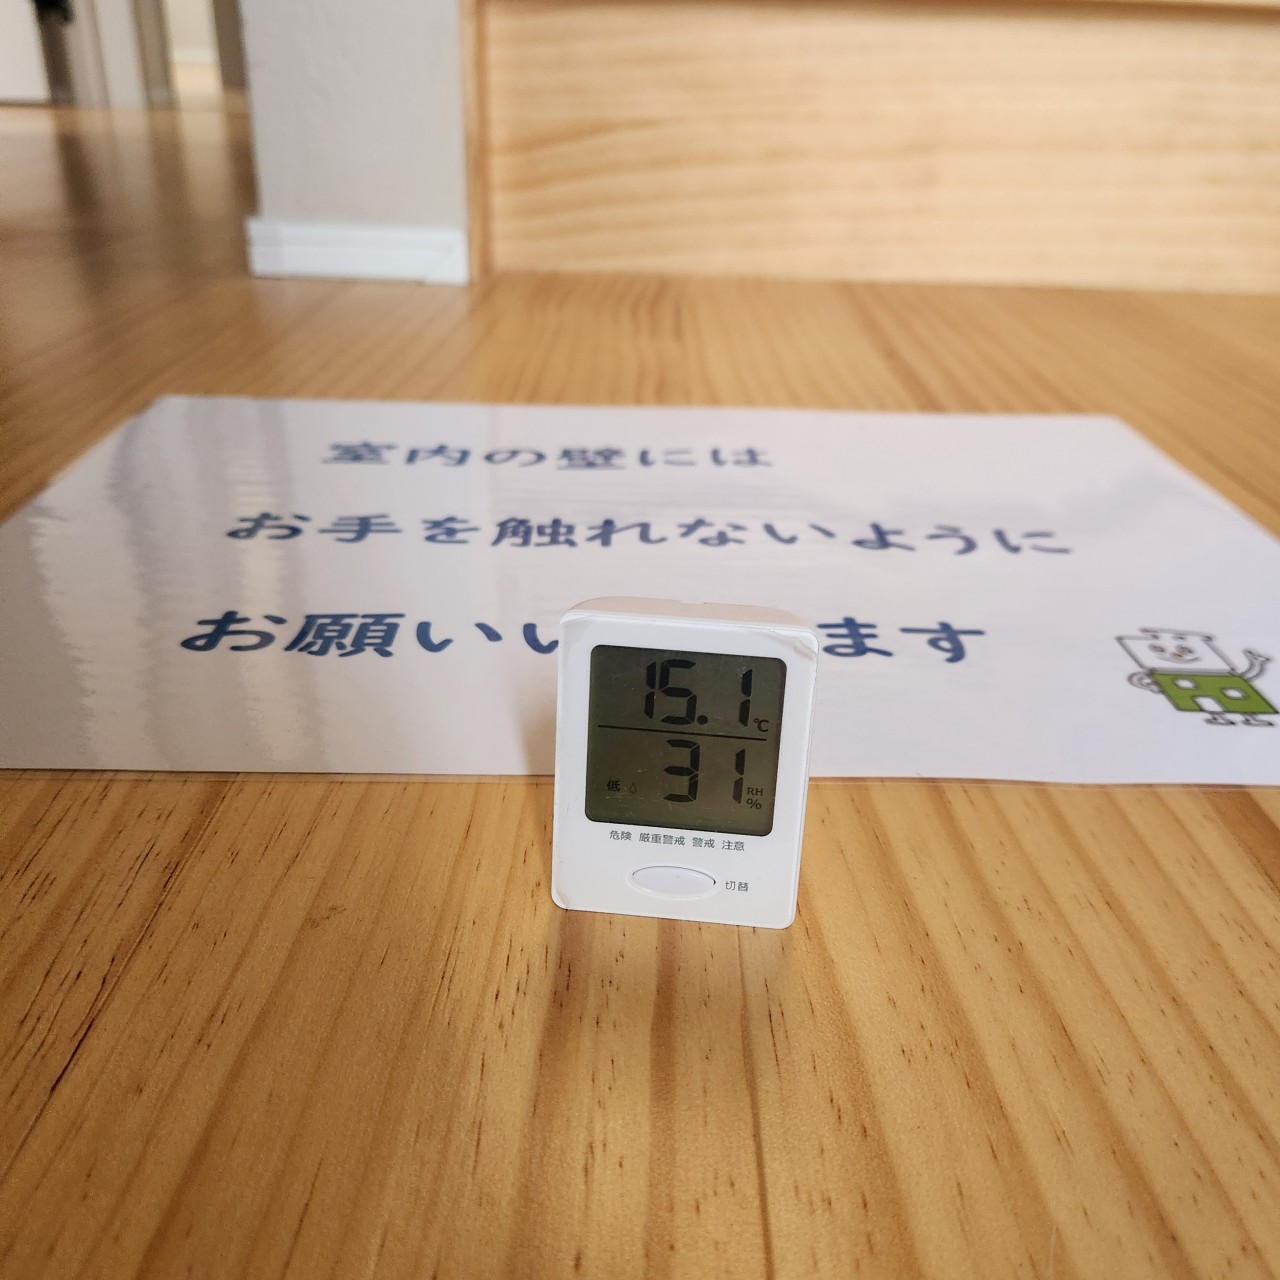 室内の壁には
お手を触れないように
お願いい ます
15.1 ℃
低 31 RH %
危険 厳重警戒 警戒 注意
切替